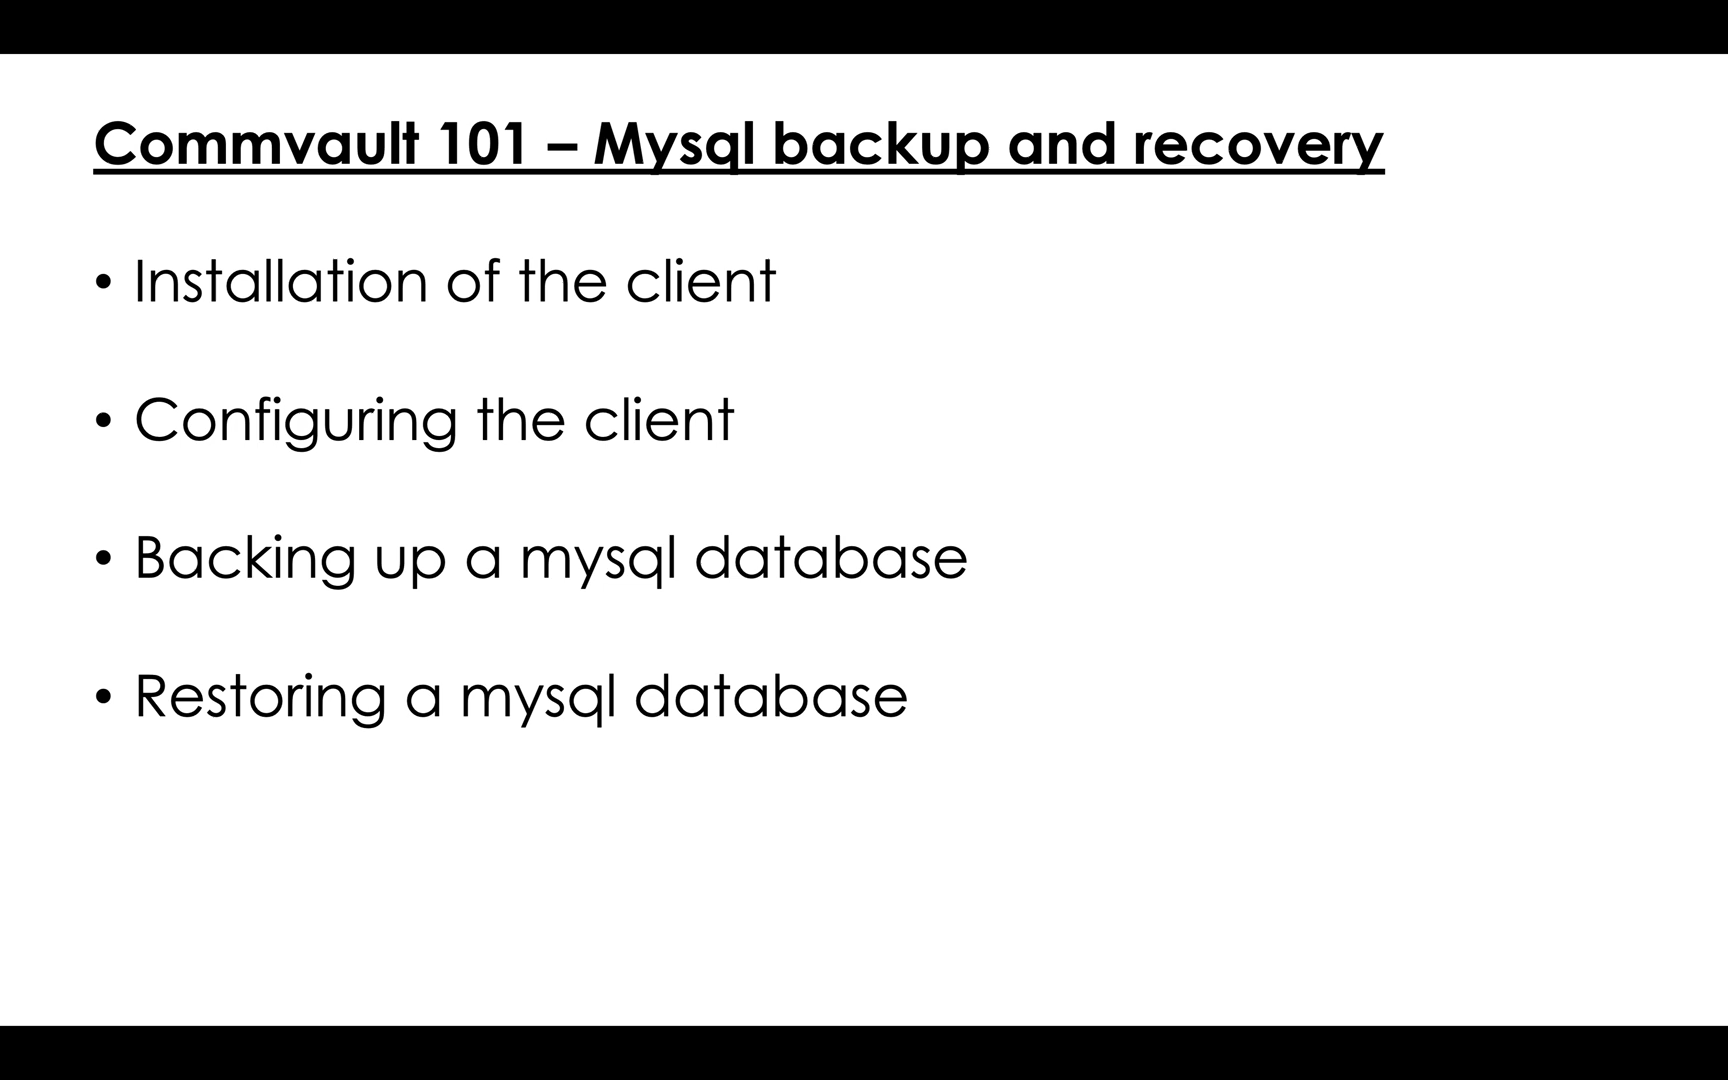 Commvault 101 – Mysql backup and recovery
• Installation of the client
• Configuring the client
• Backing up a mysql database
• Restoring a mysql database